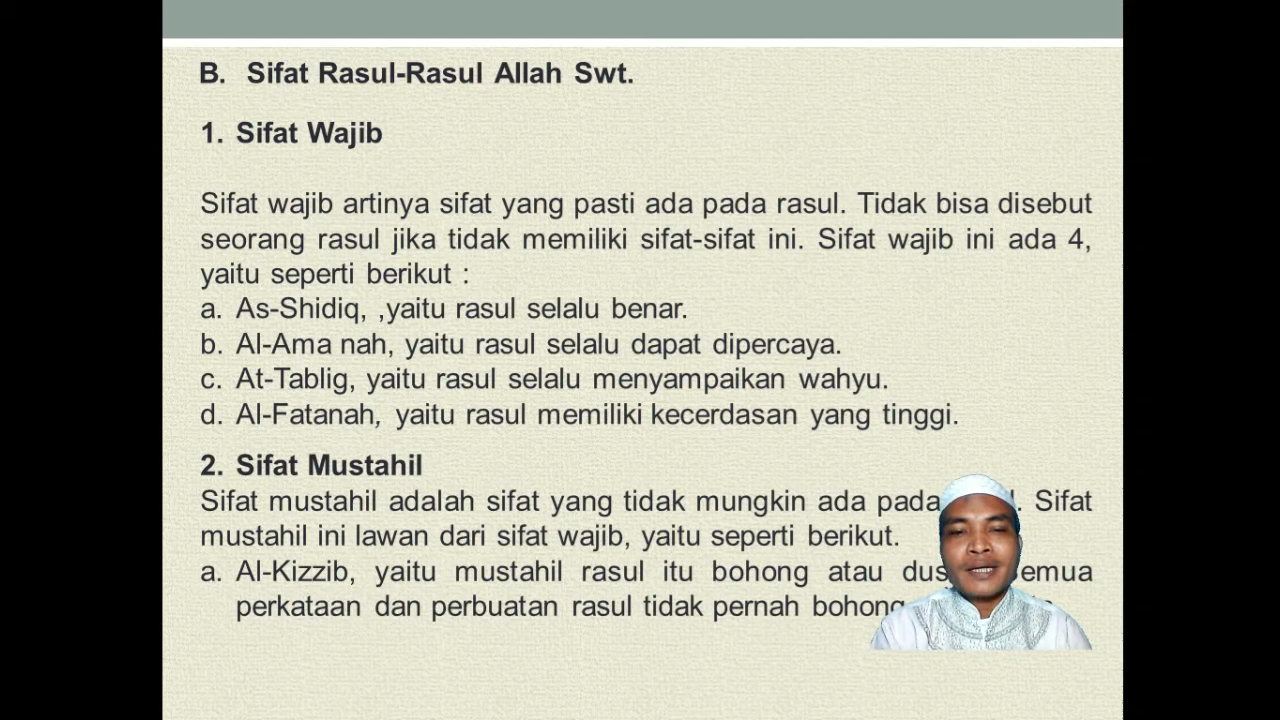 B. Sifat Rasul-Rasul Allah Swt.
1. Sifat Wajib
Sifat wajib artinya sifat yang pasti ada pada rasul. Tidak bisa disebut
seorang rasul jika tidak memiliki sifat-sifat ini. Sifat wajib ini ada 4,
yaitu seperti berikut :
a. As-Shidiq, ,yaitu rasul selalu benar.
b. Al-Ama nah, yaitu rasul selalu dapat dipercaya.
c. At-Tablig, yaitu rasul selalu menyampaikan wahyu.
d. Al-Fatanah, yaitu rasul memiliki kecerdasan yang tinggi.
2. Sifat Mustahil
Sifat mustahil adalah sifat yang tidak mungkin ada pada Sifat
mustahil ini lawan dari sifat wajib, yaitu seperti berikut.
a. Al-Kizzib, yaitu mustahil rasul itu bohong atau
perkataan dan perbuatan rasul tidak pernah bohong